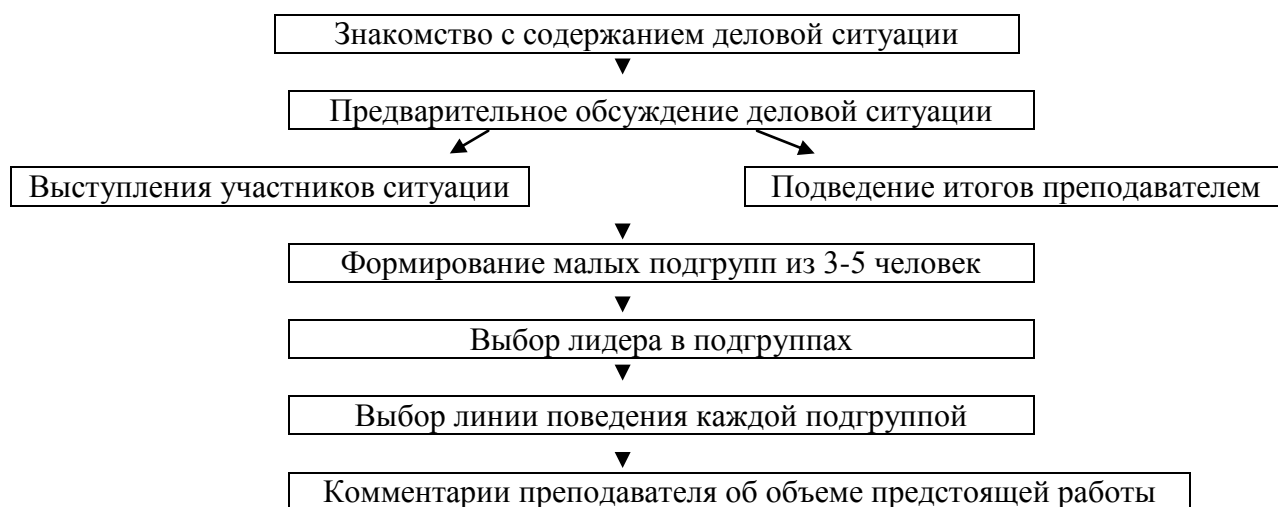 Знакомство с содержанием деловой ситуации
Предварительное обсуждение деловой ситуации
Выступления участников ситуации
Подведение итогов преподавателем
Формирование малых подгрупп из 3-5 человек
Выбор лидера в подгруппах
Выбор линии поведения каждой подгруппой
Комментарии преподавателя об объеме предстоящей работы